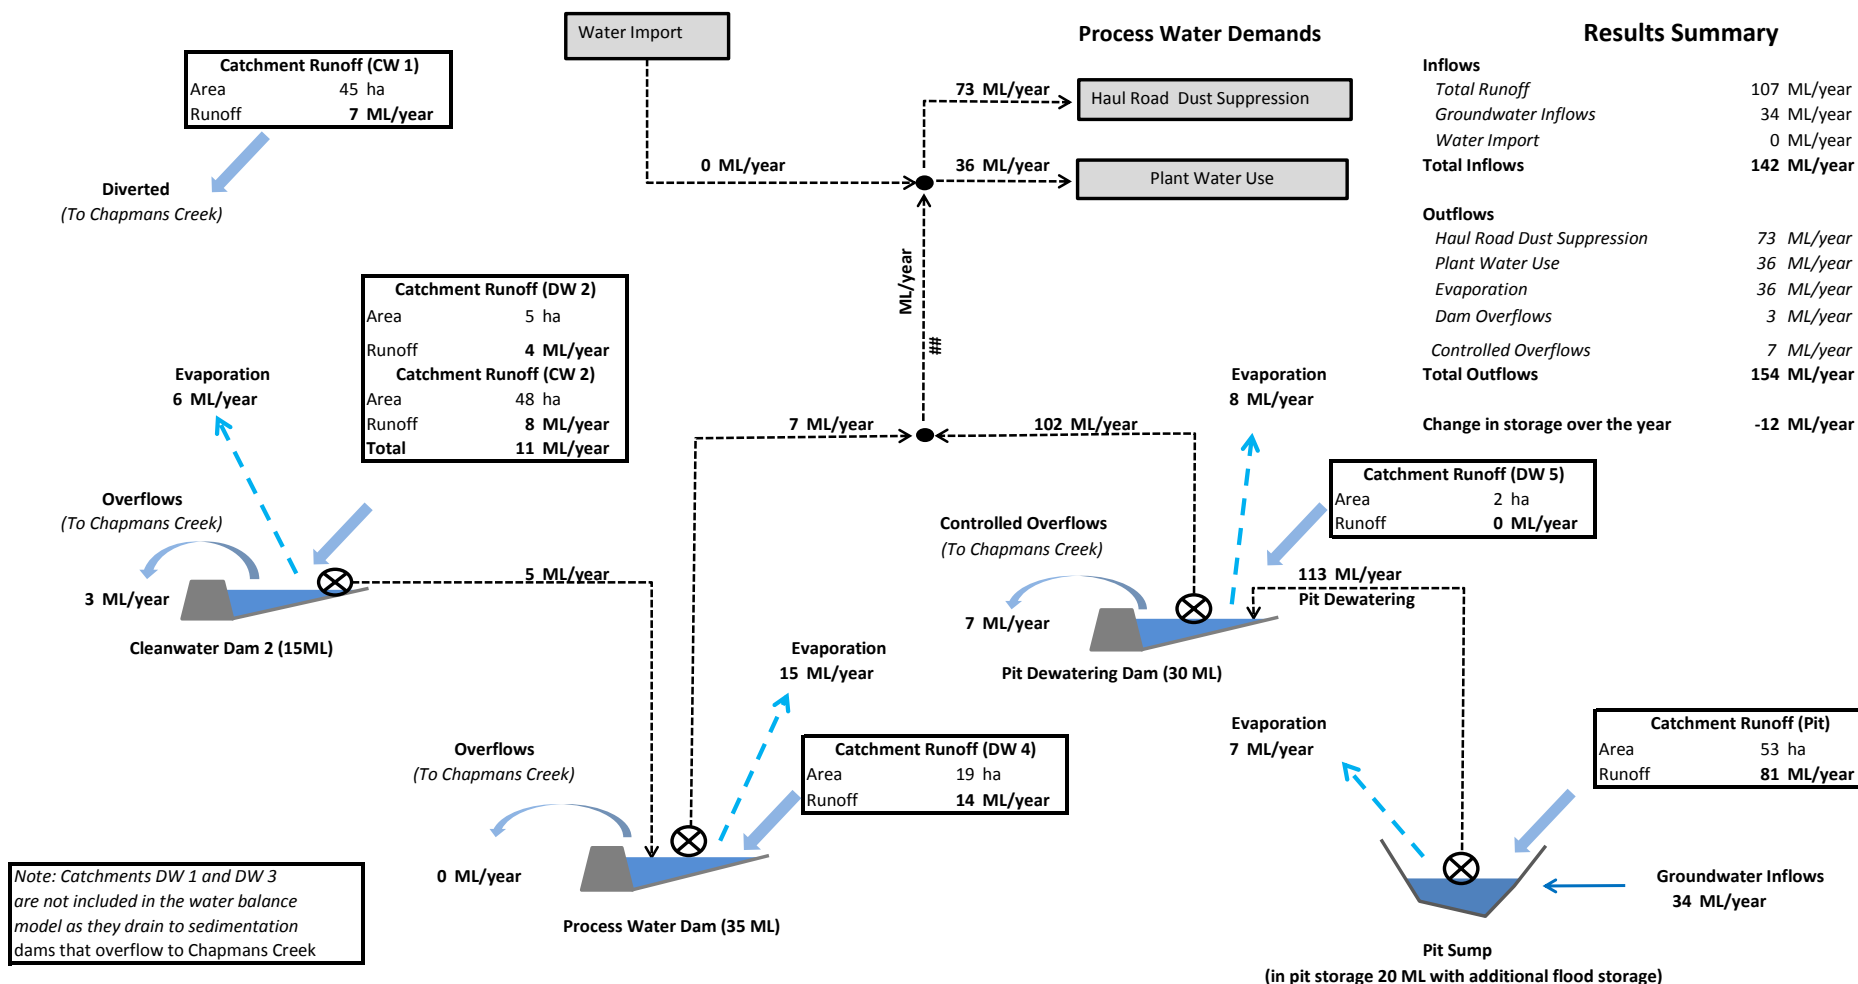 Water Import
Process Water Demands
Results Summary
Catchment Runoff (CW 1)
Area 45 ha
Runoff 7 ML/year
Diverted
(To Chapmans Creek)
73 ML/year
Haul Road Dust Suppression
0 ML/year
36 ML/year
Plant Water Use
Inflows
Total Runoff 107 ML/year
Groundwater Inflows 34 ML/year
Water Import 0 ML/year
Total Inflows 142 ML/year
Outflows
Haul Road Dust Suppression 73 ML/year
Plant Water Use 36 ML/year
Evaporation 36 ML/year
Dam Overflows 3 ML/year
Controlled Overflows 7 ML/year
Total Outflows 154 ML/year
Change in storage over the year -12 ML/year
Catchment Runoff (DW 2)
Area 5 ha
Runoff 4 ML/year
Catchment Runoff (CW 2)
Area 48 ha
Runoff 8 ML/year
Total 11 ML/year
## ML/year
Evaporation
6 ML/year
7 ML/year
102 ML/year
Evaporation
8 ML/year
Catchment Runoff (DW 5)
Area 2 ha
Runoff 0 ML/year
Overflows
(To Chapmans Creek)
3 ML/year
5 ML/year
Cleanwater Dam 2 (15ML)
Controlled Overflows
(To Chapmans Creek)
7 ML/year
113 ML/year
Pit Dewatering
Pit Dewatering Dam (30 ML)
Evaporation
15 ML/year
Overflows
(To Chapmans Creek)
0 ML/year
Catchment Runoff (DW 4)
Area 19 ha
Runoff 14 ML/year
Process Water Dam (35 ML)
Evaporation
7 ML/year
Catchment Runoff (Pit)
Area 53 ha
Runoff 81 ML/year
Groundwater Inflows
34 ML/year
Pit Sump
(in pit storage 20 ML with additional flood storage)
Note: Catchments DW 1 and DW 3
are not included in the water balance
model as they drain to sedimentation
dams that overflow to Chapmans Creek